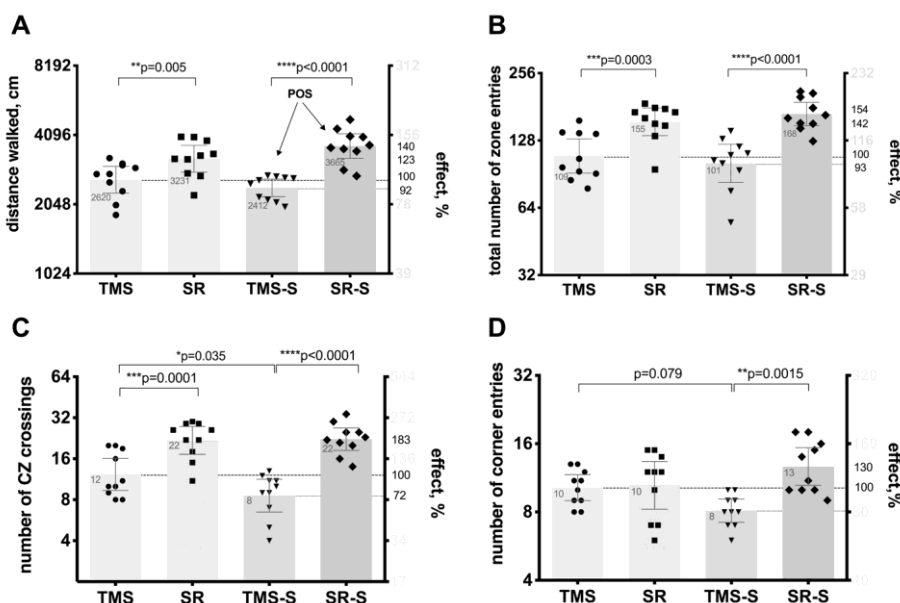 A
distance walked, cm
8192
4096
2048
1024
**p=0.005
****p<0.0001
POS
2620
3231
2412
3665
312
156
140
123
100
92
78
39
effect, %
TMS
SR
TMS-S
SR-S
B
total number of zone entries
256
128
64
32
***p=0.0003
****p<0.0001
109
155
101
168
232
154
142
116
100
93
58
29
effect, %
TMS
SR
TMS-S
SR-S
C
number of CZ crossings
64
32
16
8
4
*p=0.035
****p<0.0001
***p=0.0001
12
22
8
22
544
272
183
100
72
34
17
effect, %
TMS
SR
TMS-S
SR-S
D
number of corner entries
32
16
8
4
p=0.079
**p=0.0015
10
10
8
13
320
160
130
100
80
40
effect, %
TMS
SR
TMS-S
SR-S